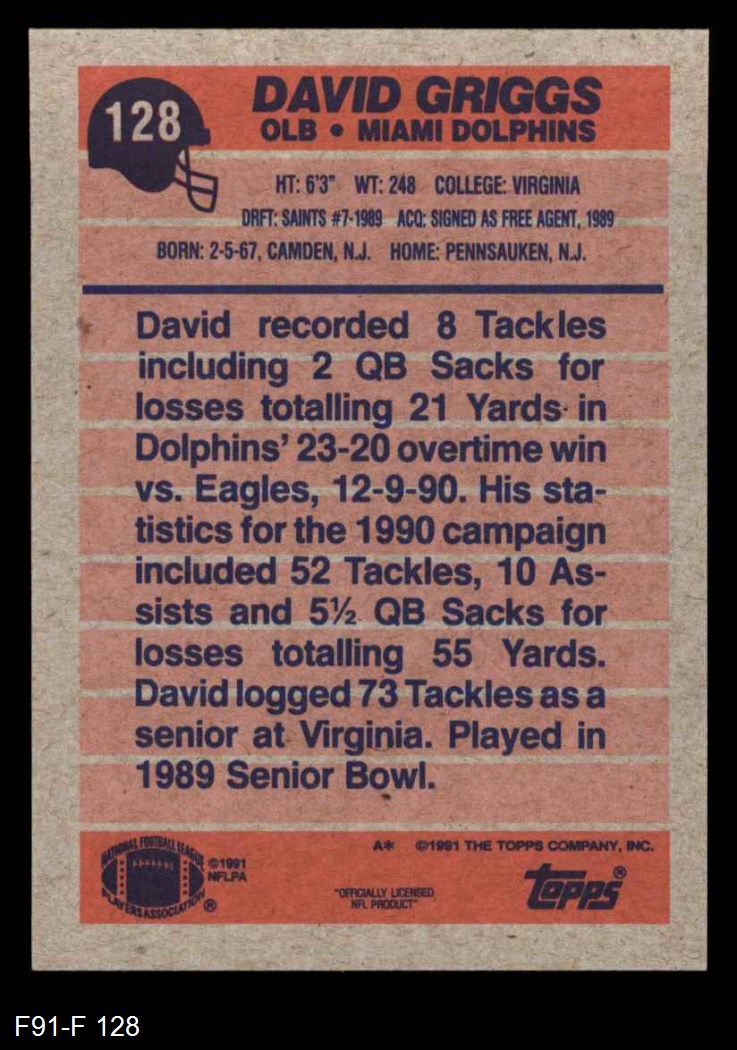 128
DAVID GRIGGS
OLB • MIAMI DOLPHINS
HT: 6'3" WT: 248 COLLEGE: VIRGINIA
DRFT: SAINTS #7-1989 ACQ: SIGNED AS FREE AGENT, 1989
BORN: 2-5-67, CAMDEN, N.J. HOME: PENNSAUKEN, N.J.
David recorded 8 Tackles
including 2 QB Sacks for
losses totalling 21 Yards in
Dolphins' 23-20 overtime win
vs. Eagles, 12-9-90. His sta-
tistics for the 1990 campaign
included 52 Tackles, 10 As-
sists and 5½ QB Sacks for
losses totalling 55 Yards.
David logged 73 Tackles as a
senior at Virginia. Played in
1989 Senior Bowl.
NATIONAL FOOTBALL LEAGUE
PLAYERS ASSOCIATION ®
©1991
NFLPA
A* ©1991 THE TOPPS COMPANY, INC.
"OFFICIALLY LICENSED
NFL PRODUCT"
topps®
F91-F 128